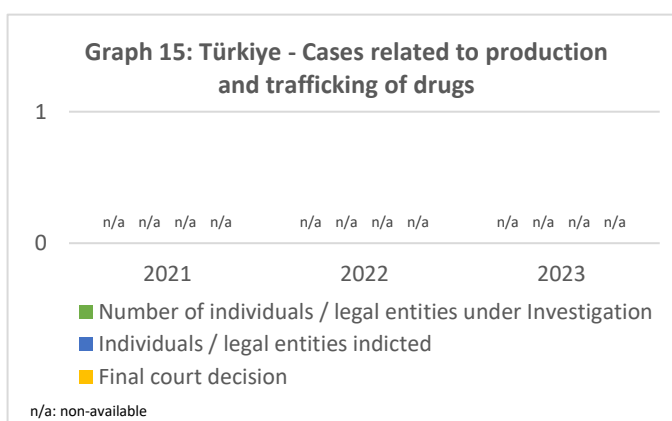 Graph 15: Türkiye - Cases related to production
and trafficking of drugs
1
n/a n/a n/a n/a n/a n/a n/a n/a n/a n/a n/a n/a
0
2021 2022 2023
Number of individuals / legal entities under Investigation
Individuals / legal entities indicted
Final court decision
n/a: non-available